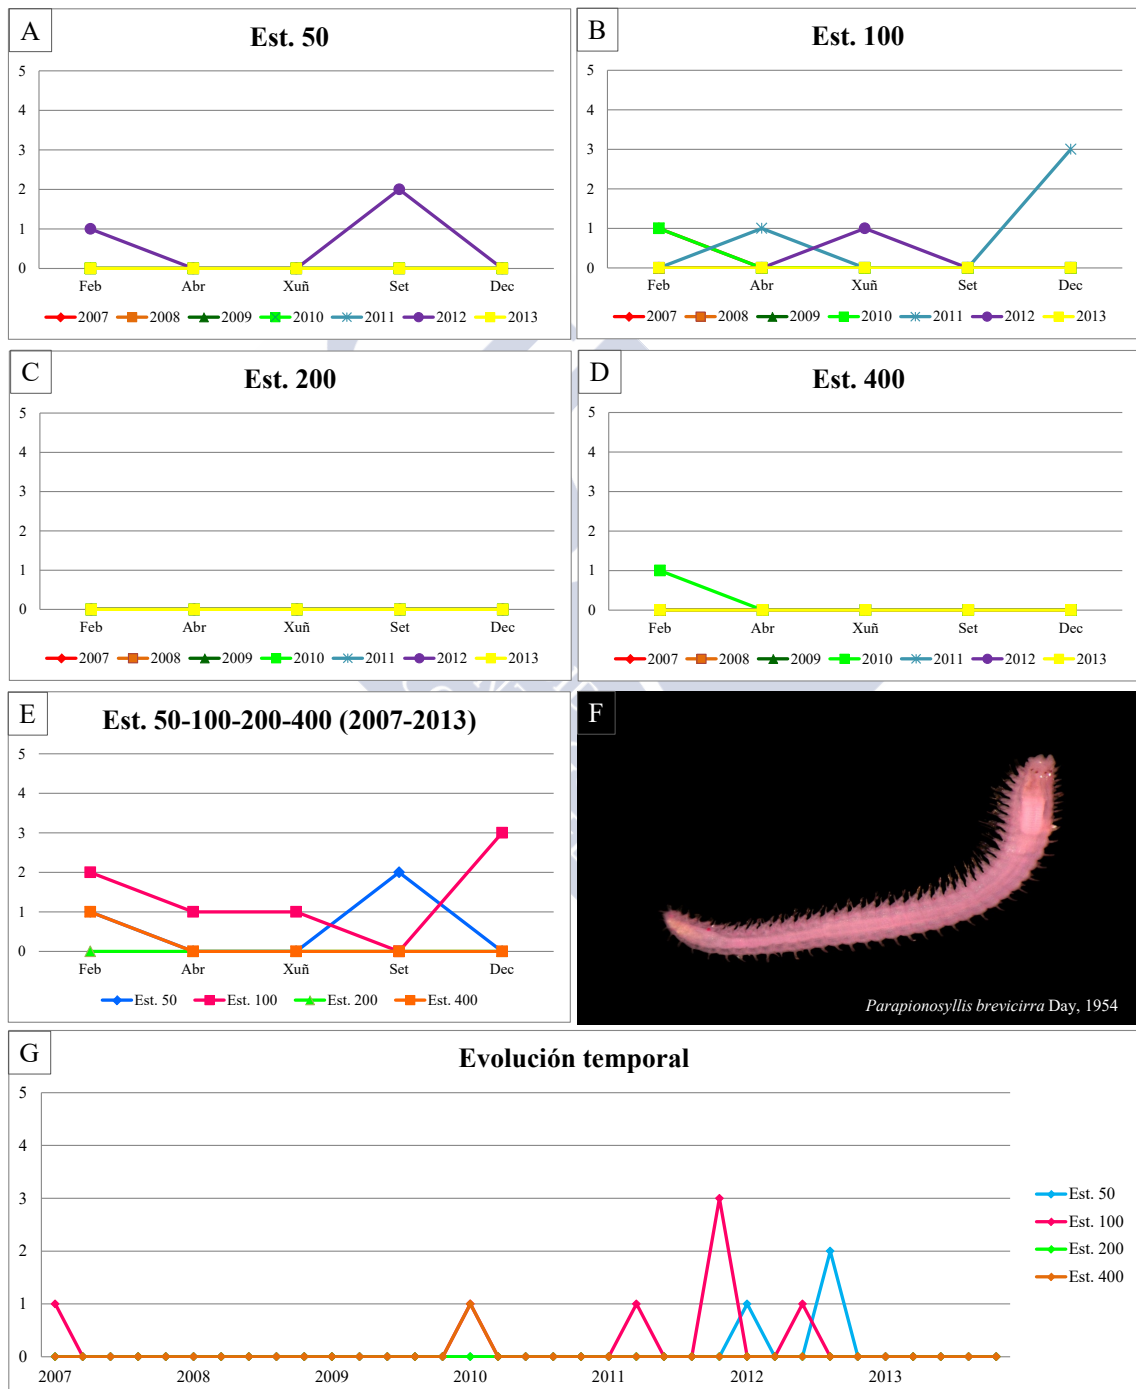 A
Est. 50
5
4
3
2
1
0
Feb Abr Xuñ Set Dec
2007 2008 2009 2010 2011 2012 2013
B
Est. 100
5
4
3
2
1
0
Feb Abr Xuñ Set Dec
2007 2008 2009 2010 2011 2012 2013
C
Est. 200
5
4
3
2
1
0
Feb Abr Xuñ Set Dec
2007 2008 2009 2010 2011 2012 2013
D
Est. 400
5
4
3
2
1
0
Feb Abr Xuñ Set Dec
2007 2008 2009 2010 2011 2012 2013
E
Est. 50-100-200-400 (2007-2013)
5
4
3
2
1
0
Feb Abr Xuñ Set Dec
Est. 50 Est. 100 Est. 200 Est. 400
F
Parapionosyllis brevicirra Day, 1954
G
Evolución temporal
5
4
3
2
1
0
2007 2008 2009 2010 2011 2012 2013
Est. 50
Est. 100
Est. 200
Est. 400